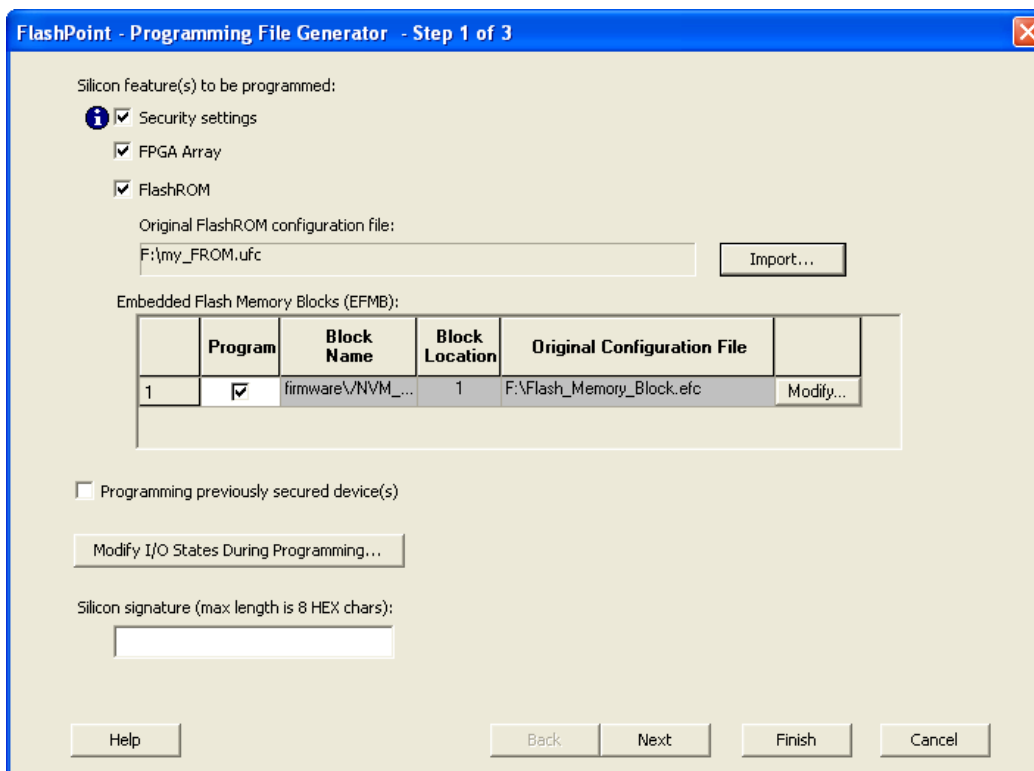 FlashPoint - Programming File Generator - Step 1 of 3
Silicon feature(s) to be programmed:
Security settings
FPGA Array
FlashROM
Original FlashROM configuration file:
F:\my_FROM.ufc
Import...
Embedded Flash Memory Blocks (EFMB):
Program Block Name Block Location Original Configuration File
1 firmware\/NVM_... 1 F:\Flash_Memory_Block.efc Modify...
Programming previously secured device(s)
Modify I/O States During Programming...
Silicon signature (max length is 8 HEX chars):
Help Back Next Finish Cancel